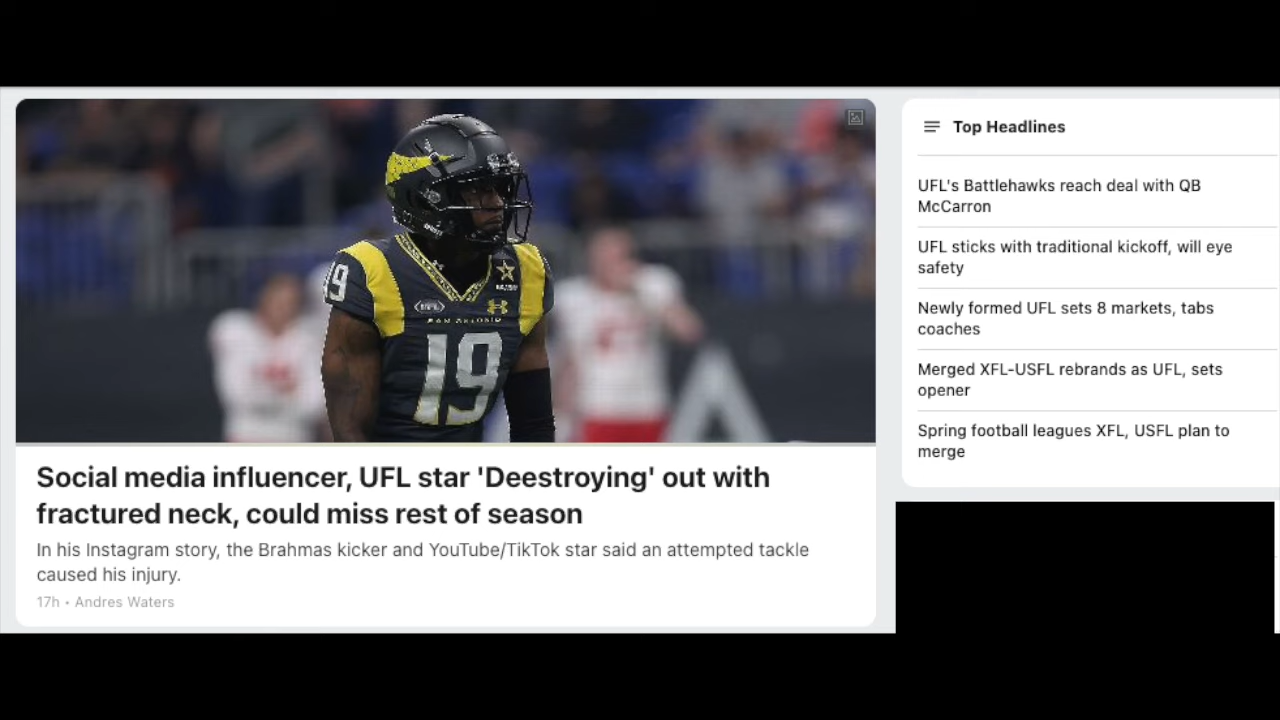 19
SAN ANTONIO
19
Social media influencer, UFL star 'Deestroying' out with
fractured neck, could miss rest of season
In his Instagram story, the Brahmas kicker and YouTube/TikTok star said an attempted tackle
caused his injury.
17h • Andres Waters
Top Headlines
UFL's Battlehawks reach deal with QB
McCarron
UFL sticks with traditional kickoff, will eye
safety
Newly formed UFL sets 8 markets, tabs
coaches
Merged XFL-USFL rebrands as UFL, sets
opener
Spring football leagues XFL, USFL plan to
merge